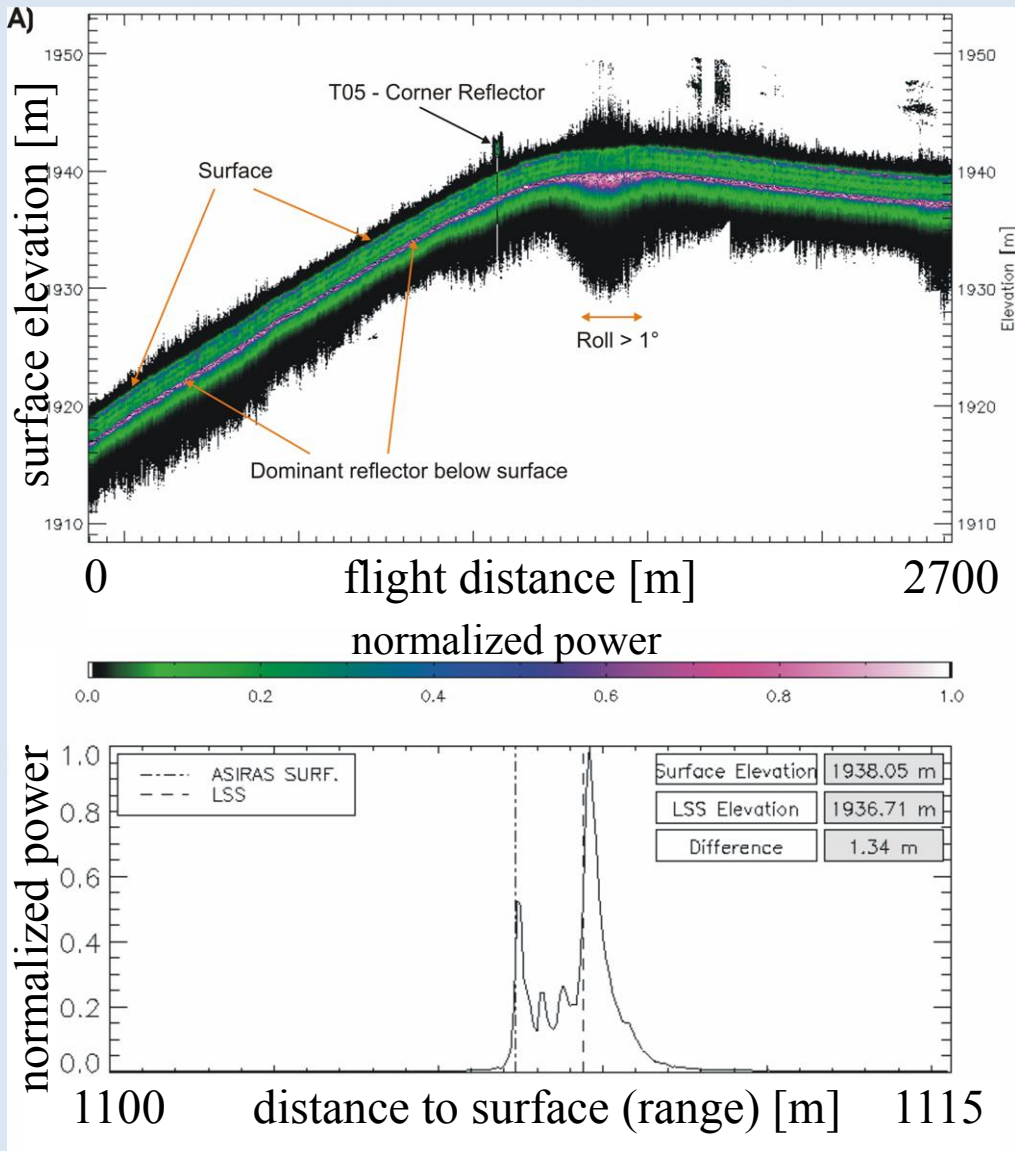 A)
surface elevation [m]
1950
1940
1930
1920
1910
T05 - Corner Reflector
Surface
Roll > 1°
Dominant reflector below surface
1950
1940
1930
1920
1910
Elevation [m]
0 flight distance [m] 2700
normalized power
0.0 0.2 0.4 0.6 0.8 1.0
normalized power
1.0
0.8
0.6
0.4
0.2
0.0
ASIRAS SURF.
LSS
Surface Elevation 1938.05 m
LSS Elevation 1936.71 m
Difference 1.34 m
1100 distance to surface (range) [m] 1115